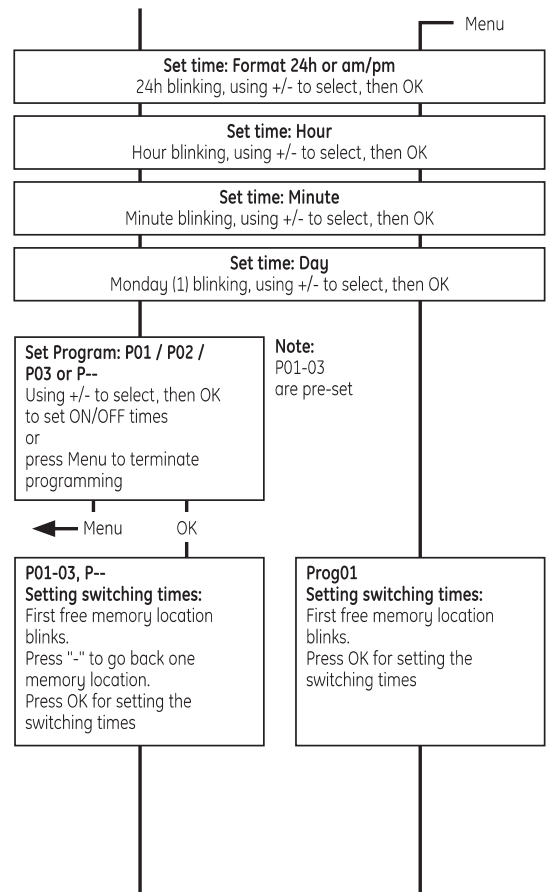 Menu
Set time: Format 24h or am/pm
24h blinking, using +/- to select, then OK
Set time: Hour
Hour blinking, using +/- to select, then OK
Set time: Minute
Minute blinking, using +/- to select, then OK
Set time: Day
Monday (1) blinking, using +/- to select, then OK
Set Program: P01 / P02 /
P03 or P--
Using +/- to select, then OK
to set ON/OFF times
or
press Menu to terminate
programming
Note:
P01-03
are pre-set
Menu
OK
P01-03, P--
Setting switching times:
First free memory location
blinks.
Press "-" to go back one
memory location.
Press OK for setting the
switching times
Prog01
Setting switching times:
First free memory location
blinks.
Press OK for setting the
switching times